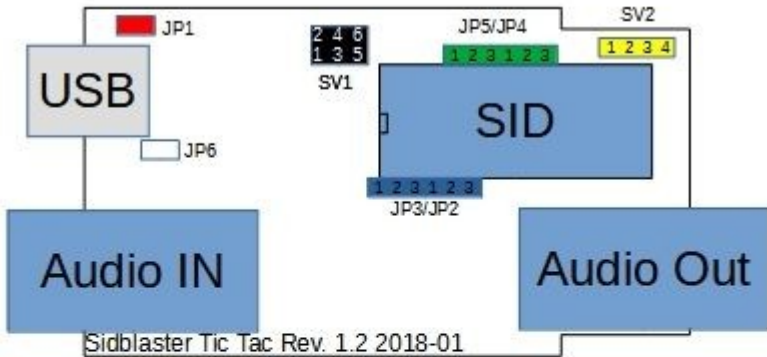 JP1
JP5/JP4
SV2
2 4 6
1 3 5
1 2 3 1 2 3
1 2 3 4
SV1
USB
SID
JP6
1 2 3 1 2 3
JP3/JP2
Audio IN
Audio Out
Sidblaster Tic Tac Rev. 1.2 2018-01